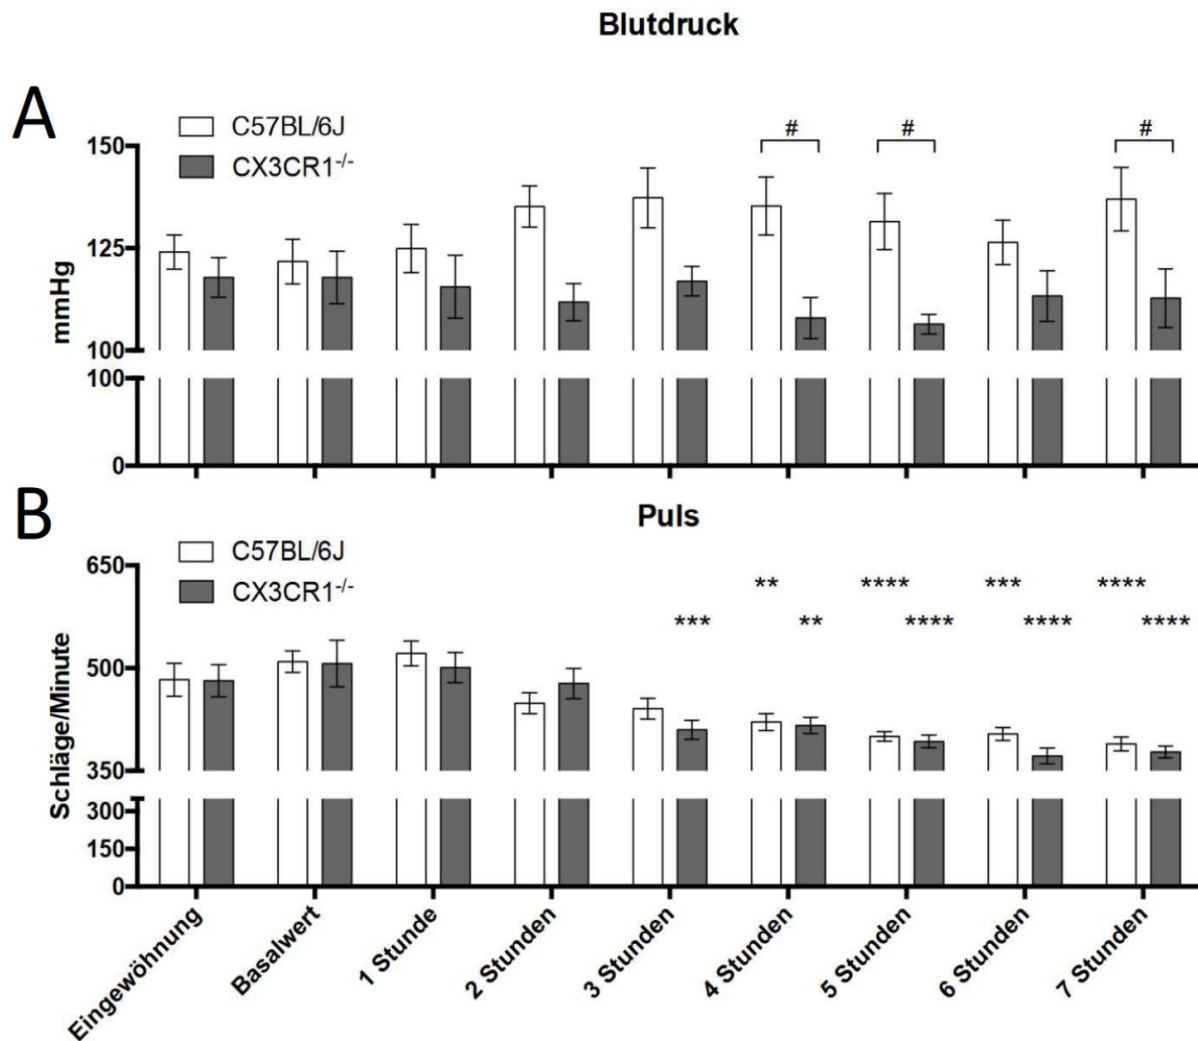 Blutdruck
A
C57BL/6J
CX3CR1-/-
# # #
150
125
100
100
0
mmHg
B
Puls
C57BL/6J
CX3CR1-/-
** **** *** ****
*** ** **** **** ****
650
500
350
300
150
0
Schläge/Minute
Eingewöhnung
Basalwert
1 Stunde
2 Stunden
3 Stunden
4 Stunden
5 Stunden
6 Stunden
7 Stunden